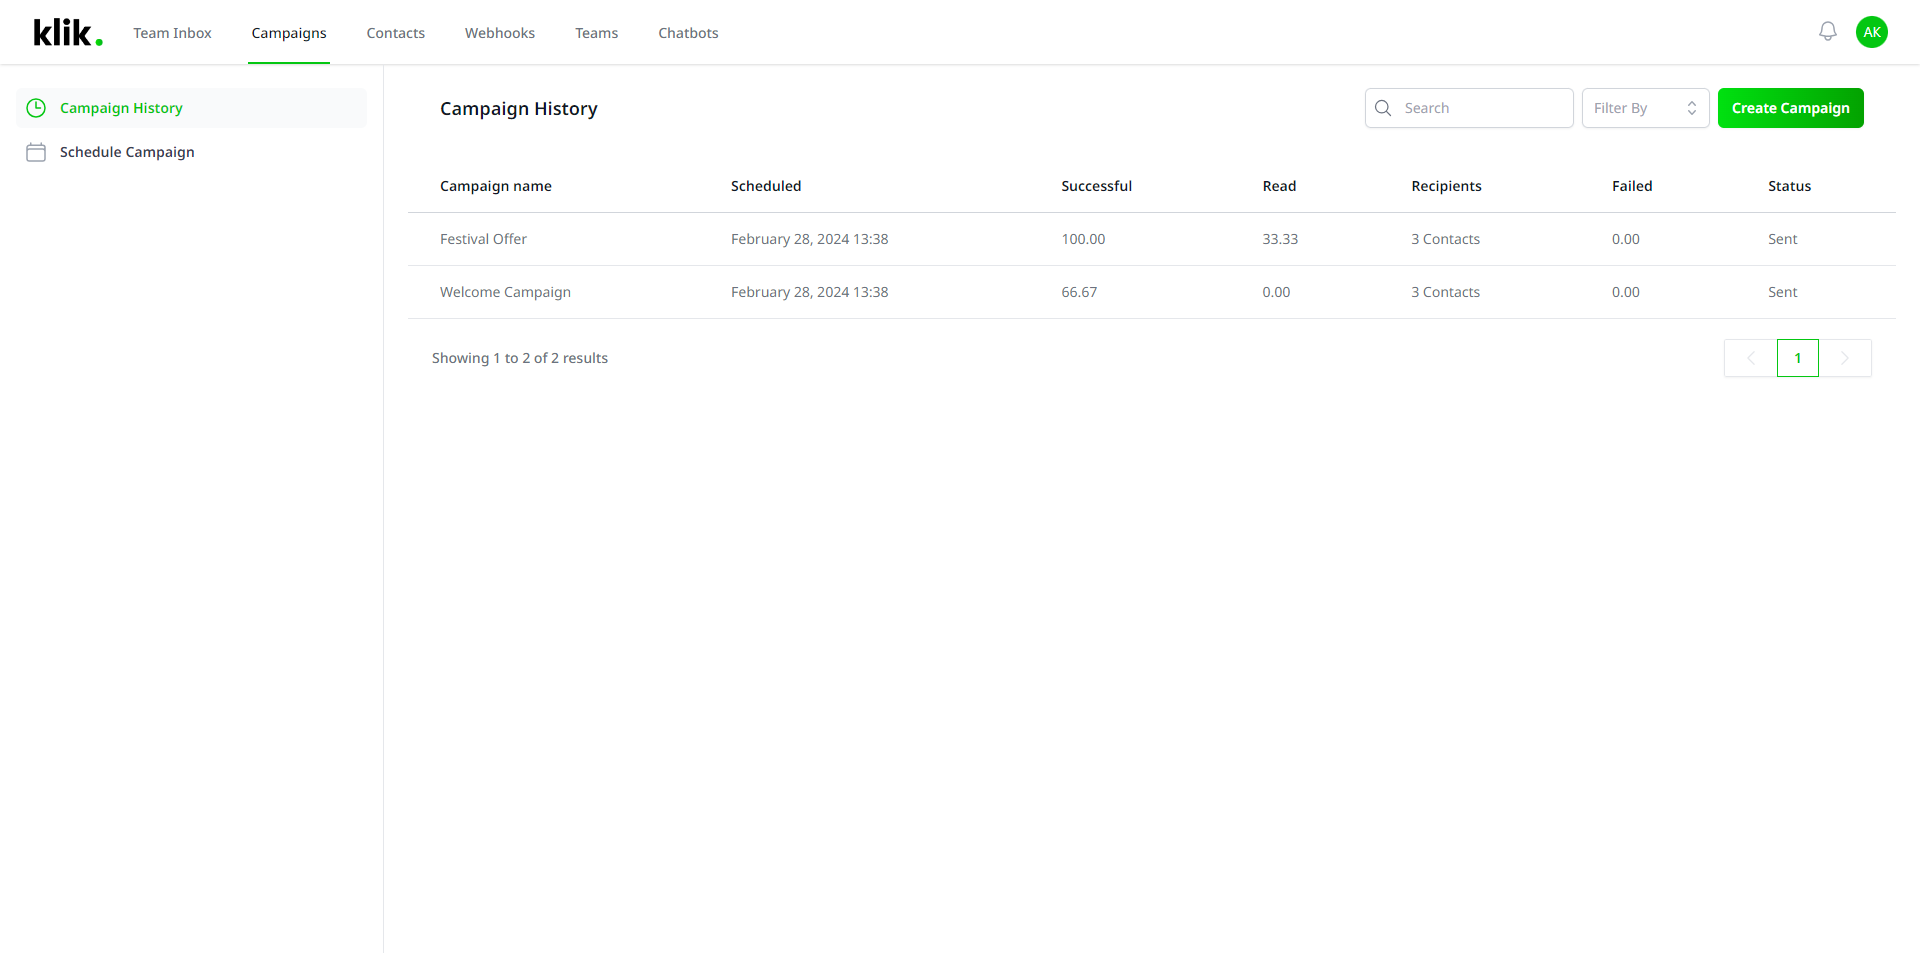 klik. Team Inbox Campaigns Contacts Webhooks Teams Chatbots AK
Campaign History
Schedule Campaign
Campaign History Search Filter By Create Campaign
Campaign name Scheduled Successful Read Recipients Failed Status
Festival Offer February 28, 2024 13:38 100.00 33.33 3 Contacts 0.00 Sent
Welcome Campaign February 28, 2024 13:38 66.67 0.00 3 Contacts 0.00 Sent
Showing 1 to 2 of 2 results 1